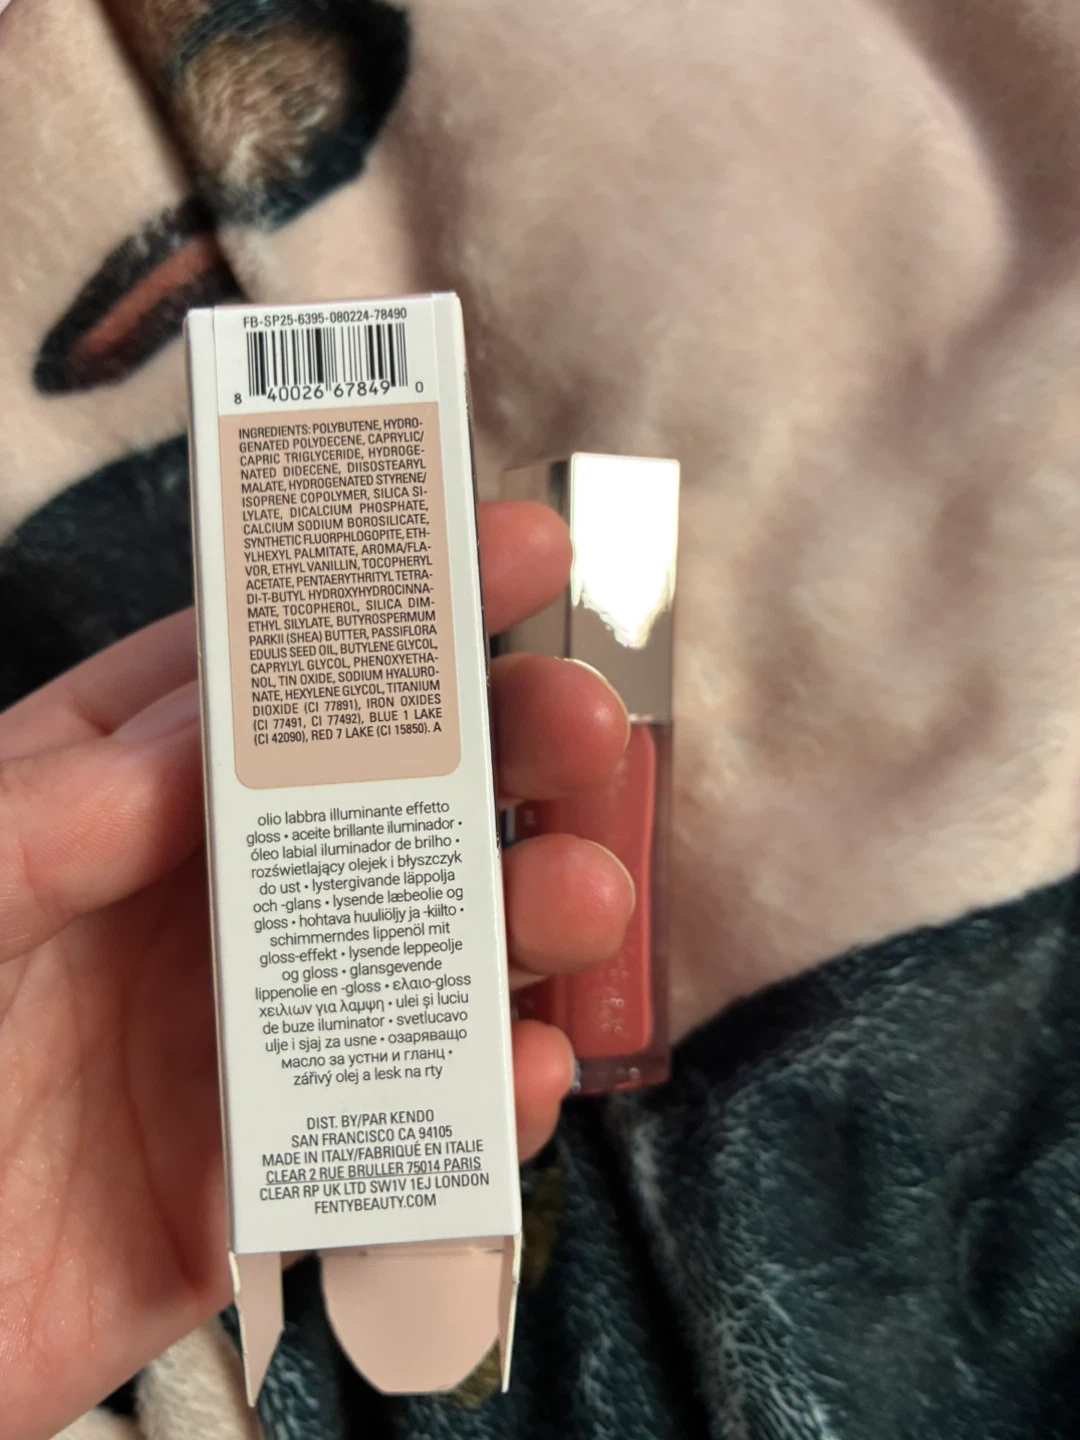 FB-SP25-6395-080224-78490
8 40026 67849 0
INGREDIENTS: POLYBUTENE, HYDRO-
GENATED POLYDECENE, CAPRYLIC/
CAPRIC TRIGLYCERIDE, HYDROGE-
NATED DIDECENE, DIISOSTEARYL
MALATE, HYDROGENATED STYRENE/
ISOPRENE COPOLYMER, SILICA SI-
LYLATE, DICALCIUM PHOSPHATE,
CALCIUM SODIUM BOROSILICATE,
SYNTHETIC FLUORPHLOGOPITE, ETH-
YLHEXYL PALMITATE, AROMA/FLA-
VOR, ETHYL VANILLIN, TOCOPHERYL
ACETATE, PENTAERYTHRITYL TETRA-
DI-T-BUTYL HYDROXYHYDROCINNA-
MATE, TOCOPHEROL, SILICA DIM-
ETHYL SILYLATE, BUTYROSPERMUM
PARKII (SHEA) BUTTER, PASSIFLORA
EDULIS SEED OIL, BUTYLENE GLYCOL,
CAPRYLYL GLYCOL, PHENOXYETHA-
NOL, TIN OXIDE, SODIUM HYALURO-
NATE, HEXYLENE GLYCOL, TITANIUM
DIOXIDE (CI 77891), IRON OXIDES
(CI 77491, CI 77492), BLUE 1 LAKE
(CI 42090), RED 7 LAKE (CI 15850). A
olio labbra illuminante effetto
gloss • aceite brillante iluminador •
óleo labial iluminador de brilho •
rozświetlający olejek i błyszczyk
do ust • lystergivande läppolja
och -glans • lysende læbeolie og
gloss • hohtava huuliöljy ja -kiilto •
schimmerndes lippenöl mit
gloss-effekt • lysende leppeolje
og gloss • glansgevende
lippenolie en -gloss • ελαιο-gloss
χειλιων για λαμψη • ulei și luciu
de buze iluminator • svetlucavo
ulje i sjaj za usne • озаряващо
масло за устни и гланц •
zářivý olej a lesk na rty
DIST. BY/PAR KENDO
SAN FRANCISCO CA 94105
MADE IN ITALY/FABRIQUÉ EN ITALIE
CLEAR 2 RUE BRULLER 75014 PARIS
CLEAR RP UK LTD SW1V 1EJ LONDON
FENTYBEAUTY.COM